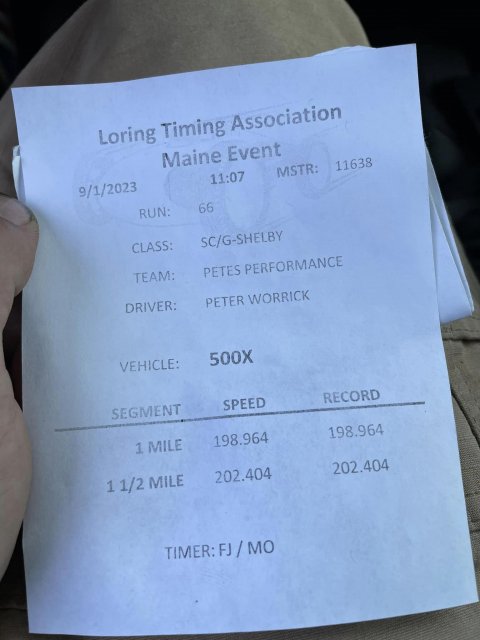 Loring Timing Association
Maine Event
9/1/2023 11:07 MSTR: 11638
RUN: 66
CLASS: SC/G-SHELBY
TEAM: PETES PERFORMANCE
DRIVER: PETER WORRICK
VEHICLE: 500X
SEGMENT SPEED RECORD
1 MILE 198.964 198.964
1 1/2 MILE 202.404 202.404
TIMER: FJ / MO